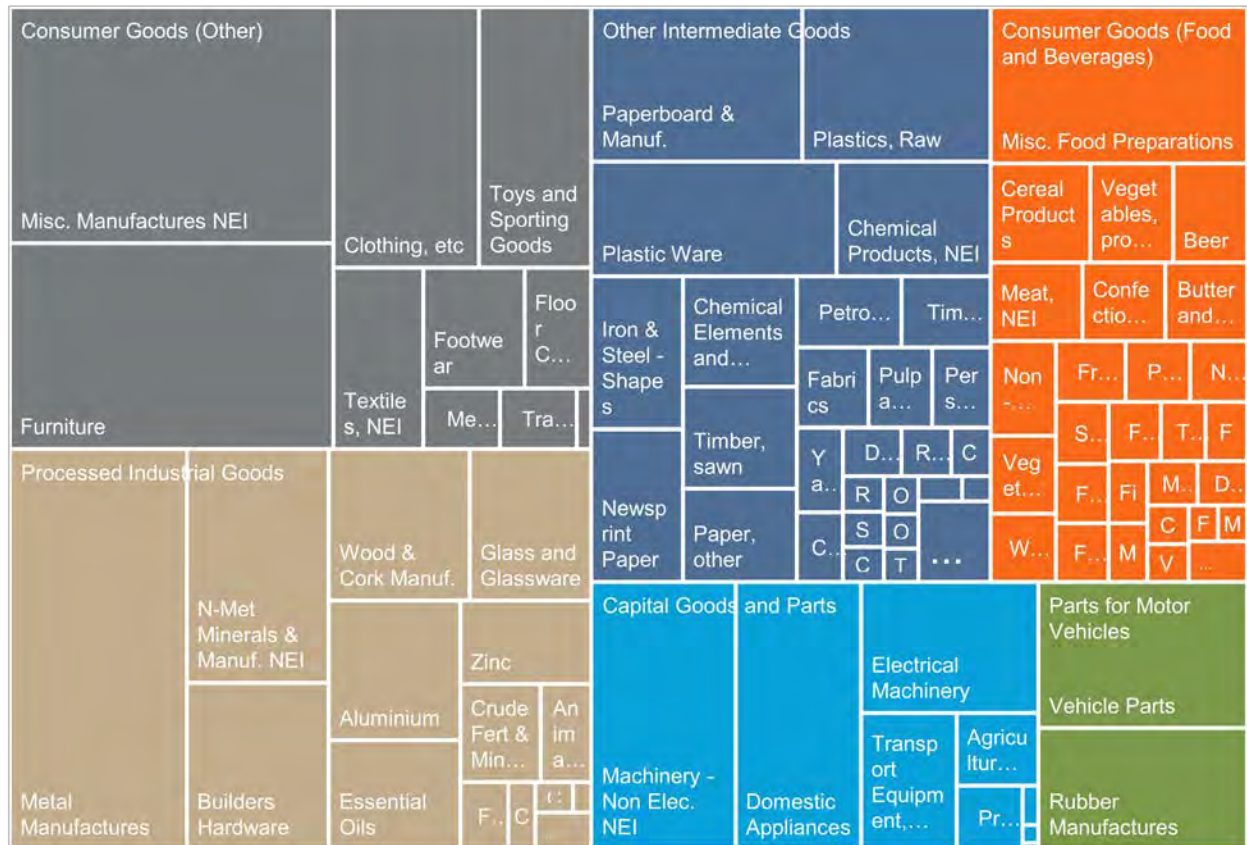 Consumer Goods (Other)
Misc. Manufactures NEI
Furniture
Clothing, etc
Toys and
Sporting
Goods
Textile
s, NEI
Footwe
ar
Floo
r
C…
Me…
Tra…
Processed Industrial Goods
Metal
Manufactures
N-Met
Minerals &
Manuf. NEI
Builders
Hardware
Wood &
Cork Manuf.
Glass and
Glassware
Aluminium
Essential
Oils
Zinc
Crude
Fert &
Min…
An
im
a…
F…
C
Other Intermediate Goods
Paperboard &
Manuf.
Plastics, Raw
Plastic Ware
Chemical
Products, NEI
Iron &
Steel -
Shape
s
Newsp
rint
Paper
Chemical
Elements
and…
Timber,
sawn
Paper,
other
Petro…
Tim…
Fabri
cs
Pulp
a…
Per
s…
Y
a…
C…
D…
R…
C
R
O
S
O
C
T
…
Consumer Goods (Food
and Beverages)
Misc. Food Preparations
Cereal
Product
s
Veget
ables,
pro…
Beer
Meat,
NEI
Confe
ctio…
Butter
and…
Non
-…
Fr…
P…
N…
S…
F…
T…
F
Veg
et…
F…
Fi
M…
D…
W…
F…
M
C
F
M
V
…
Capital Goods and Parts
Machinery -
Non Elec.
NEI
Domestic
Appliances
Electrical
Machinery
Transp
ort
Equipm
ent,…
Agricu
ltur…
Pr…
Parts for Motor
Vehicles
Vehicle Parts
Rubber
Manufactures